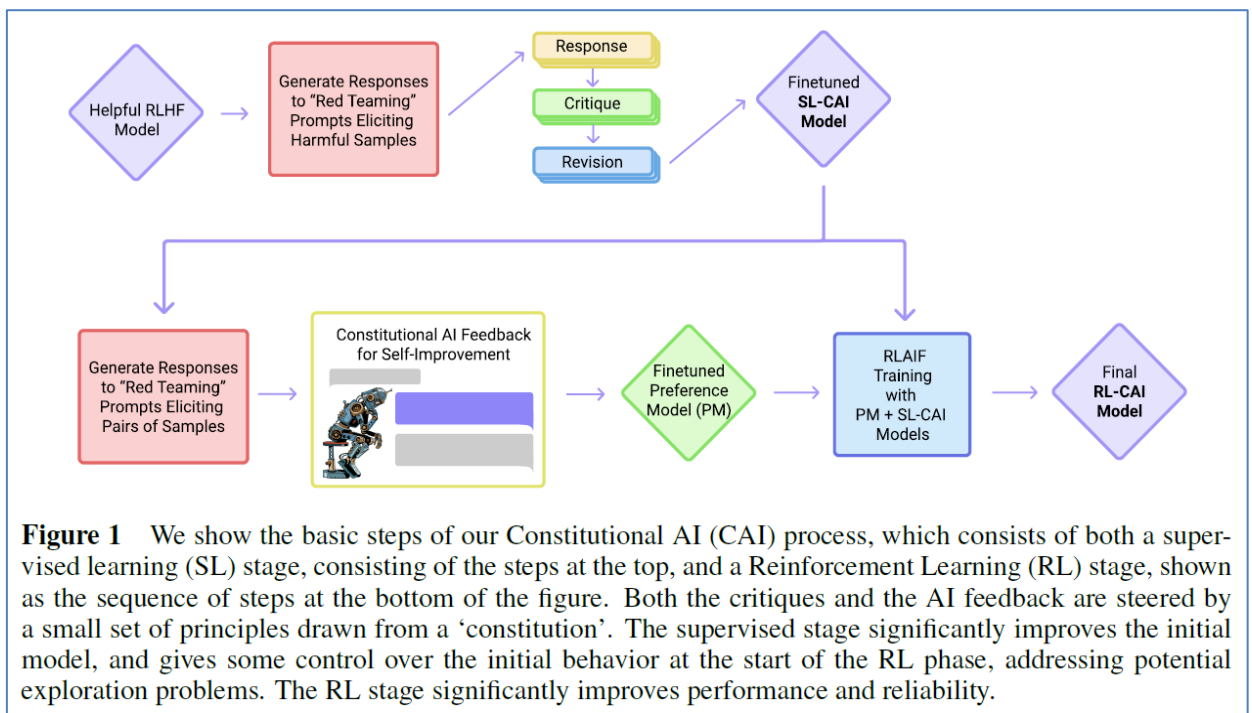 Helpful RLHF
Model
Generate Responses
to “Red Teaming”
Prompts Eliciting
Harmful Samples
Response
Critique
Revision
Finetuned
SL-CAI
Model
Generate Responses
to “Red Teaming”
Prompts Eliciting
Pairs of Samples
Constitutional AI Feedback
for Self-Improvement
Finetuned
Preference
Model (PM)
RLAIF
Training
with
PM + SL-CAI
Models
Final
RL-CAI
Model
Figure 1 We show the basic steps of our Constitutional AI (CAI) process, which consists of both a super-
vised learning (SL) stage, consisting of the steps at the top, and a Reinforcement Learning (RL) stage, shown
as the sequence of steps at the bottom of the figure. Both the critiques and the AI feedback are steered by
a small set of principles drawn from a ‘constitution’. The supervised stage significantly improves the initial
model, and gives some control over the initial behavior at the start of the RL phase, addressing potential
exploration problems. The RL stage significantly improves performance and reliability.